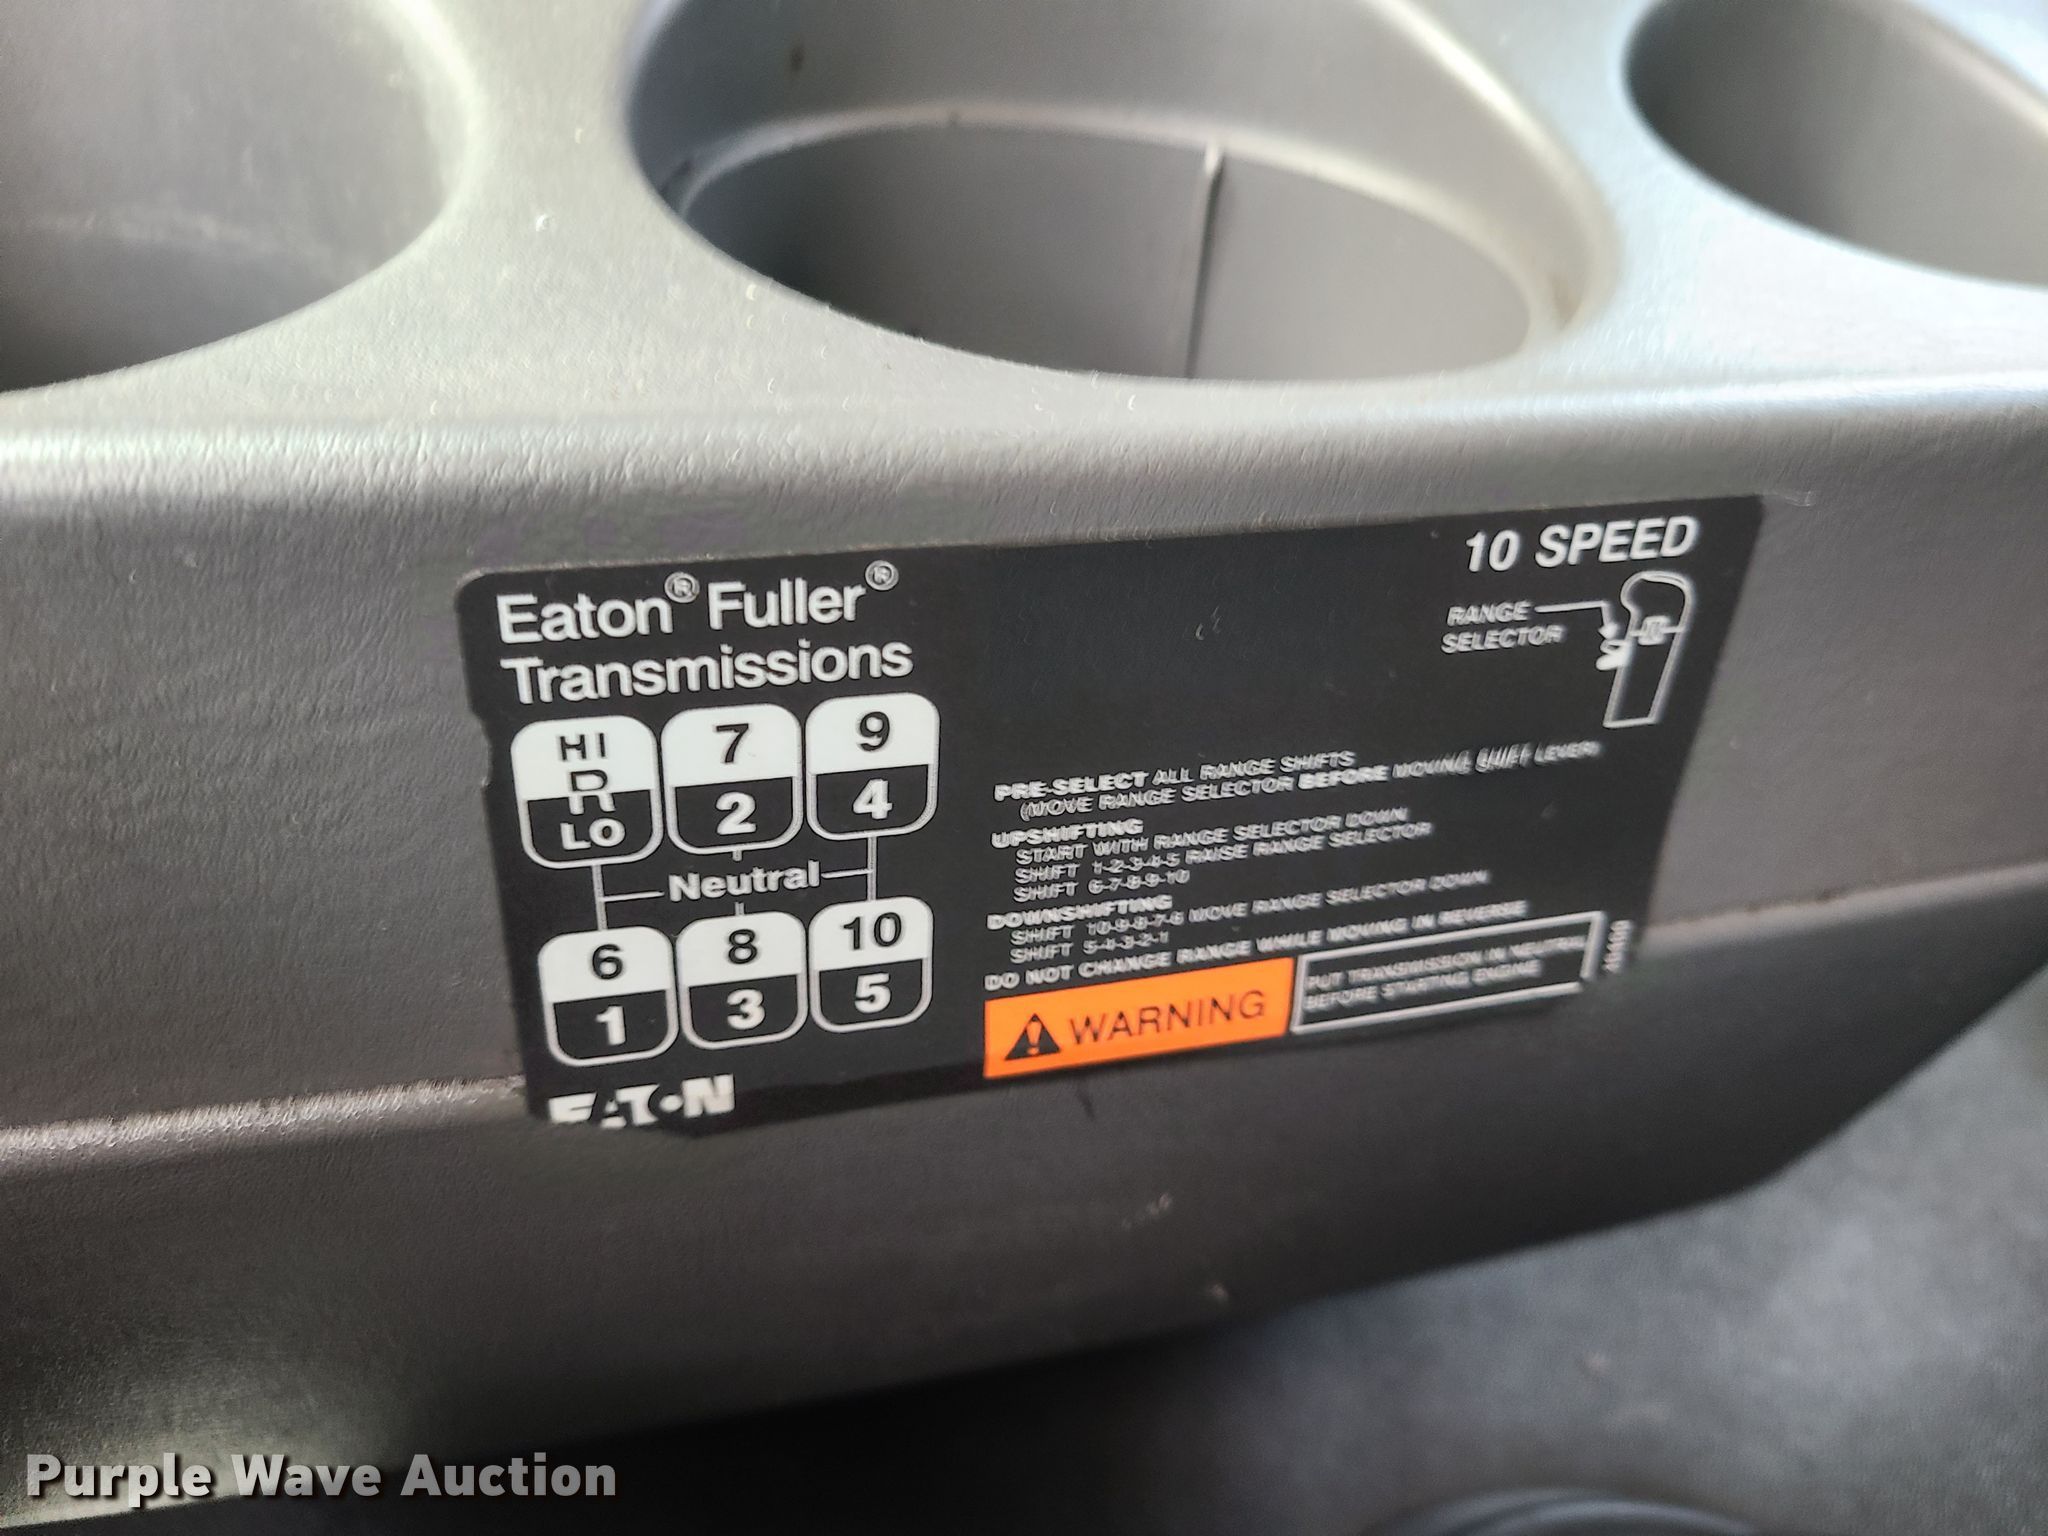 Eaton® Fuller®
Transmissions
10 SPEED
RANGE
SELECTOR
HI
R
LO
7
2
9
4
Neutral
6
1
8
3
10
5
EATON
PRE-SELECT ALL RANGE SHIFTS
(MOVE RANGE SELECTOR BEFORE MOVING SHIFT LEVER)
UPSHIFTING
START WITH RANGE SELECTOR DOWN
SHIFT 1-2-3-4-5 RAISE RANGE SELECTOR
SHIFT 6-7-8-9-10
DOWNSHIFTING
SHIFT 10-9-8-7-6 MOVE RANGE SELECTOR DOWN
SHIFT 5-4-3-2-1
DO NOT CHANGE RANGE WHILE MOVING IN REVERSE
WARNING
PUT TRANSMISSION IN NEUTRAL
BEFORE STARTING ENGINE
Purple Wave Auction